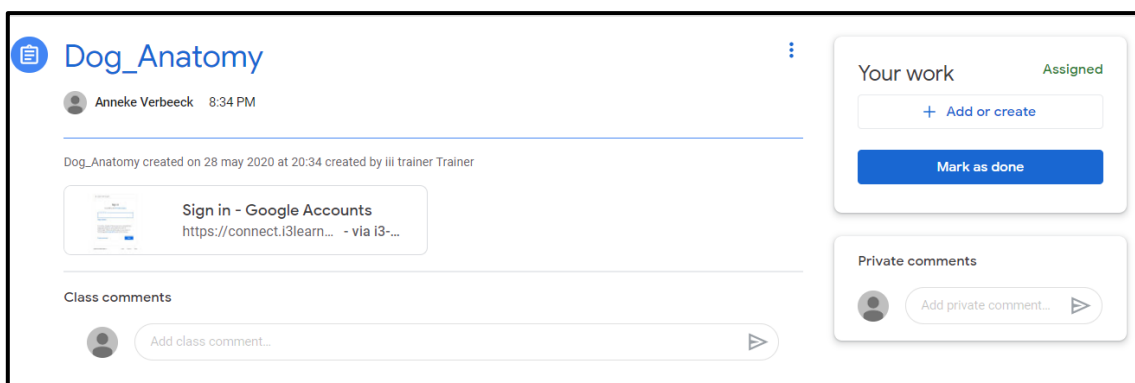 Dog_Anatomy
Anneke Verbeeck 8:34 PM
Dog_Anatomy created on 28 may 2020 at 20:34 created by iii trainer Trainer
Sign in - Google Accounts
https://connect.i3learn... - via i3-...
Class comments
Add class comment...
Your work Assigned
+ Add or create
Mark as done
Private comments
Add private comment...